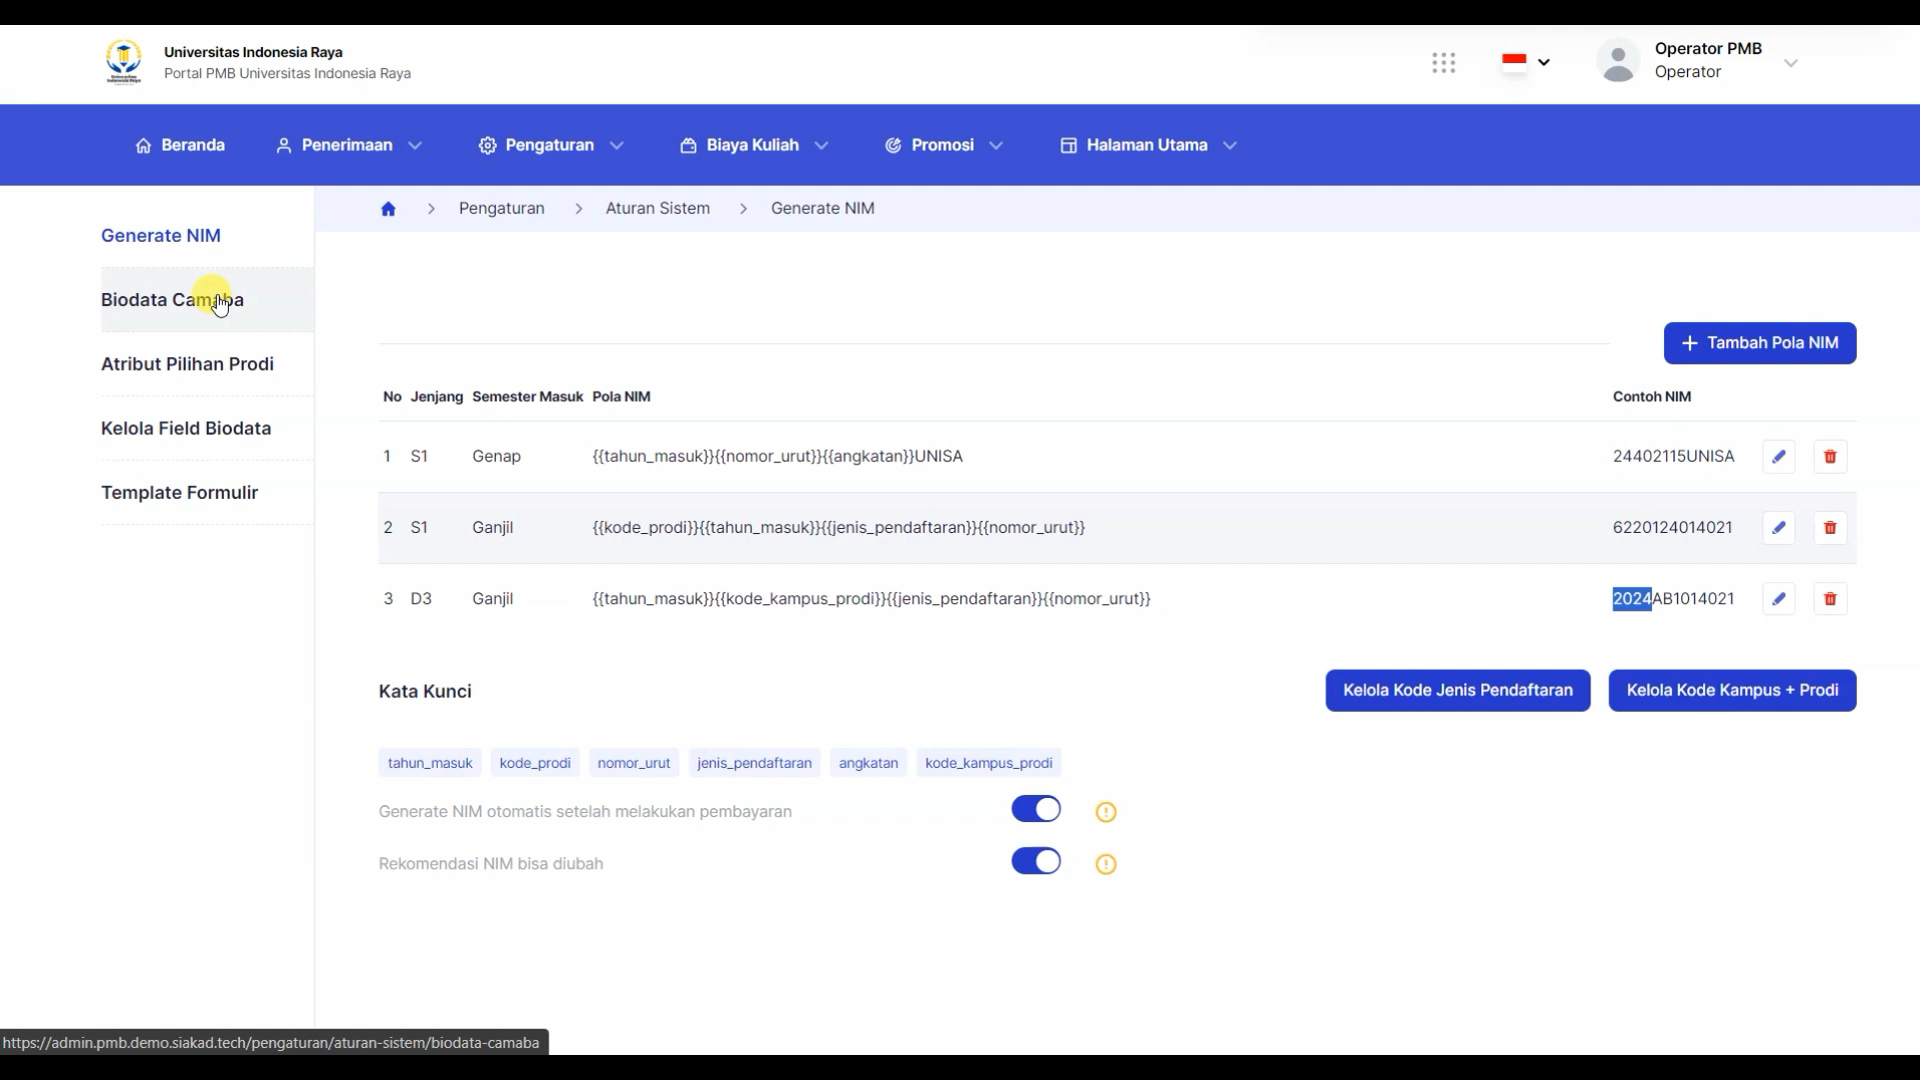 Universitas Indonesia Raya
Portal PMB Universitas Indonesia Raya
Operator PMB
Operator
Beranda
Penerimaan
Pengaturan
Biaya Kuliah
Promosi
Halaman Utama
Pengaturan > Aturan Sistem > Generate NIM
Generate NIM
Biodata Camaba
Atribut Pilihan Prodi
Kelola Field Biodata
Template Formulir
+ Tambah Pola NIM
No Jenjang Semester Masuk Pola NIM Contoh NIM
1 S1 Genap {{tahun_masuk}}{{nomor_urut}}{{angkatan}}UNISA 24402115UNISA
2 S1 Ganjil {{kode_prodi}}{{tahun_masuk}}{{jenis_pendaftaran}}{{nomor_urut}} 6220124014021
3 D3 Ganjil {{tahun_masuk}}{{kode_kampus_prodi}}{{jenis_pendaftaran}}{{nomor_urut}} 2024AB1014021
Kata Kunci
Kelola Kode Jenis Pendaftaran
Kelola Kode Kampus + Prodi
tahun_masuk kode_prodi nomor_urut jenis_pendaftaran angkatan kode_kampus_prodi
Generate NIM otomatis setelah melakukan pembayaran
Rekomendasi NIM bisa diubah
https://admin.pmb.demo.siakad.tech/pengaturan/aturan-sistem/biodata-camaba